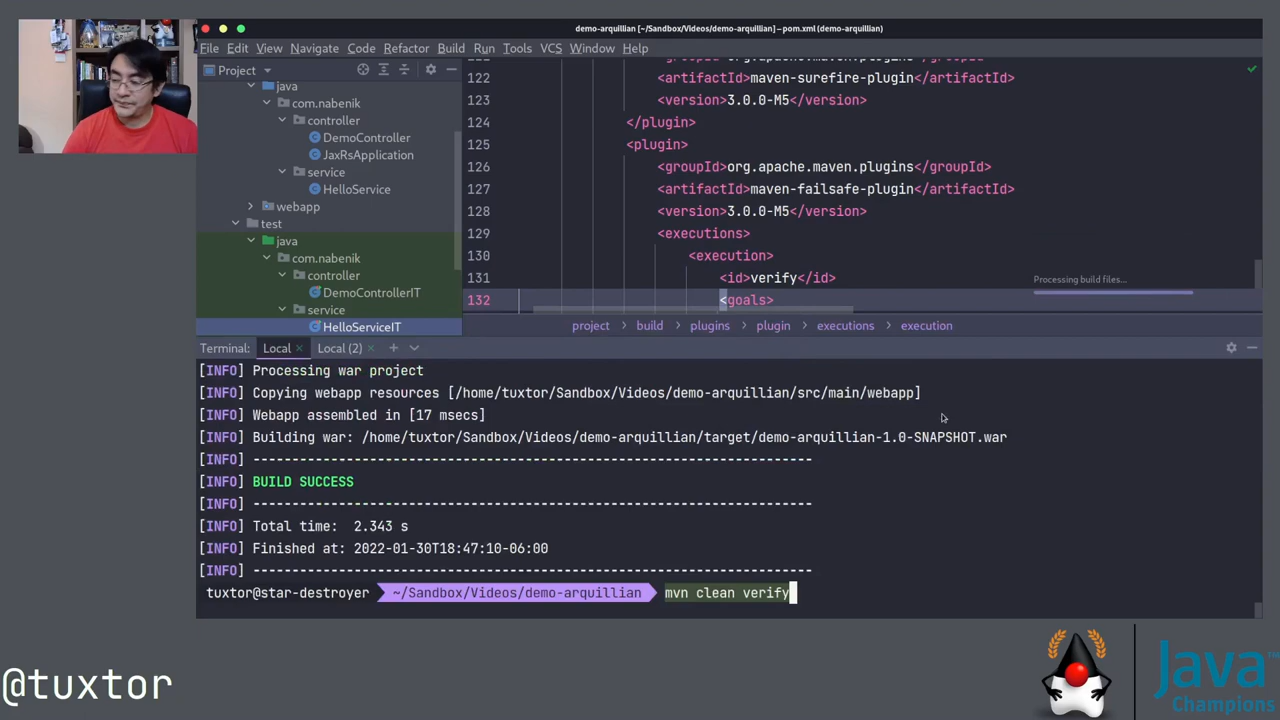 demo-arquillian [~/Sandbox/Videos/demo-arquillian] – pom.xml (demo-arquillian)
File Edit View Navigate Code Refactor Build Run Tools VCS Window Help
Project
java
com.nabenik
controller
DemoController
JaxRsApplication
service
HelloService
webapp
test
java
com.nabenik
controller
DemoControllerIT
service
HelloServiceIT
122 <artifactId>maven-surefire-plugin</artifactId>
123 <version>3.0.0-M5</version>
124 </plugin>
125 <plugin>
126 <groupId>org.apache.maven.plugins</groupId>
127 <artifactId>maven-failsafe-plugin</artifactId>
128 <version>3.0.0-M5</version>
129 <executions>
130 <execution>
131 <id>verify</id>
132 <goals>
Processing build files...
project > build > plugins > plugin > executions > execution
Terminal: Local × Local (2) × +
[INFO] Processing war project
[INFO] Copying webapp resources [/home/tuxtor/Sandbox/Videos/demo-arquillian/src/main/webapp]
[INFO] Webapp assembled in [17 msecs]
[INFO] Building war: /home/tuxtor/Sandbox/Videos/demo-arquillian/target/demo-arquillian-1.0-SNAPSHOT.war
[INFO] ------------------------------------------------------------------------
[INFO] BUILD SUCCESS
[INFO] ------------------------------------------------------------------------
[INFO] Total time:  2.343 s
[INFO] Finished at: 2022-01-30T18:47:10-06:00
[INFO] ------------------------------------------------------------------------
tuxtor@star-destroyer ~/Sandbox/Videos/demo-arquillian mvn clean verify
@tuxtor
Java
Champions